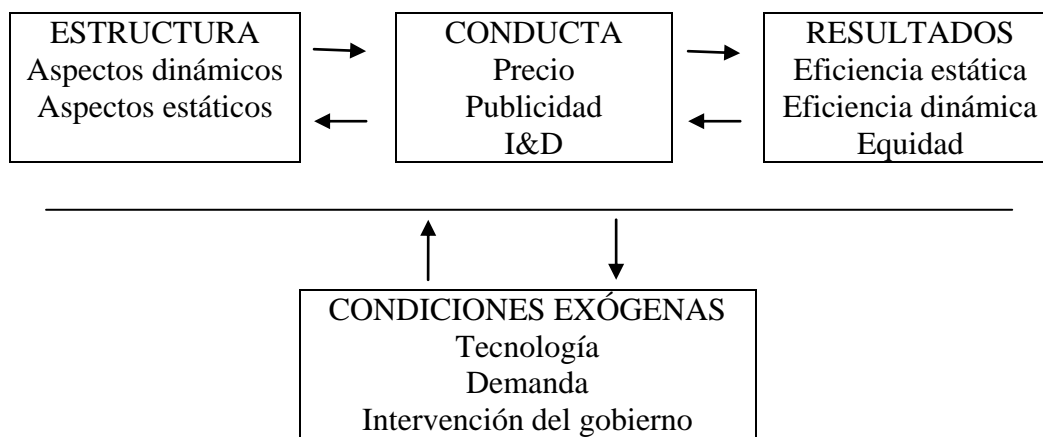 ESTRUCTURA
Aspectos dinámicos
Aspectos estáticos
CONDUCTA
Precio
Publicidad
I&D
RESULTADOS
Eficiencia estática
Eficiencia dinámica
Equidad
CONDICIONES EXÓGENAS
Tecnología
Demanda
Intervención del gobierno